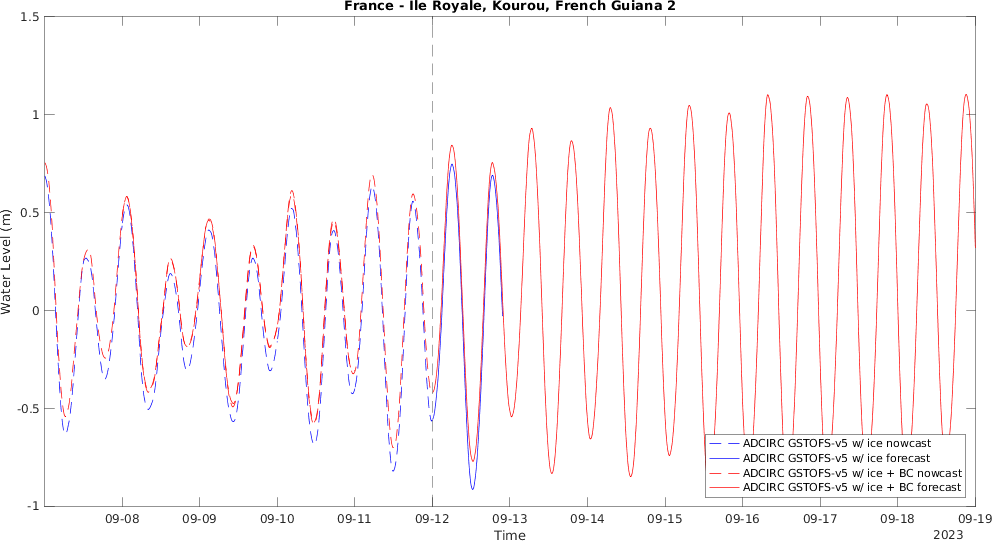 France - Ile Royale, Kourou, French Guiana 2
1.5
1
0.5
0
-0.5
-1
Water Level (m)
09-08 09-09 09-10 09-11 09-12 09-13 09-14 09-15 09-16 09-17 09-18 09-19
2023
Time
ADCIRC GSTOFS-v5 w/ ice nowcast
ADCIRC GSTOFS-v5 w/ ice forecast
ADCIRC GSTOFS-v5 w/ ice + BC nowcast
ADCIRC GSTOFS-v5 w/ ice + BC forecast